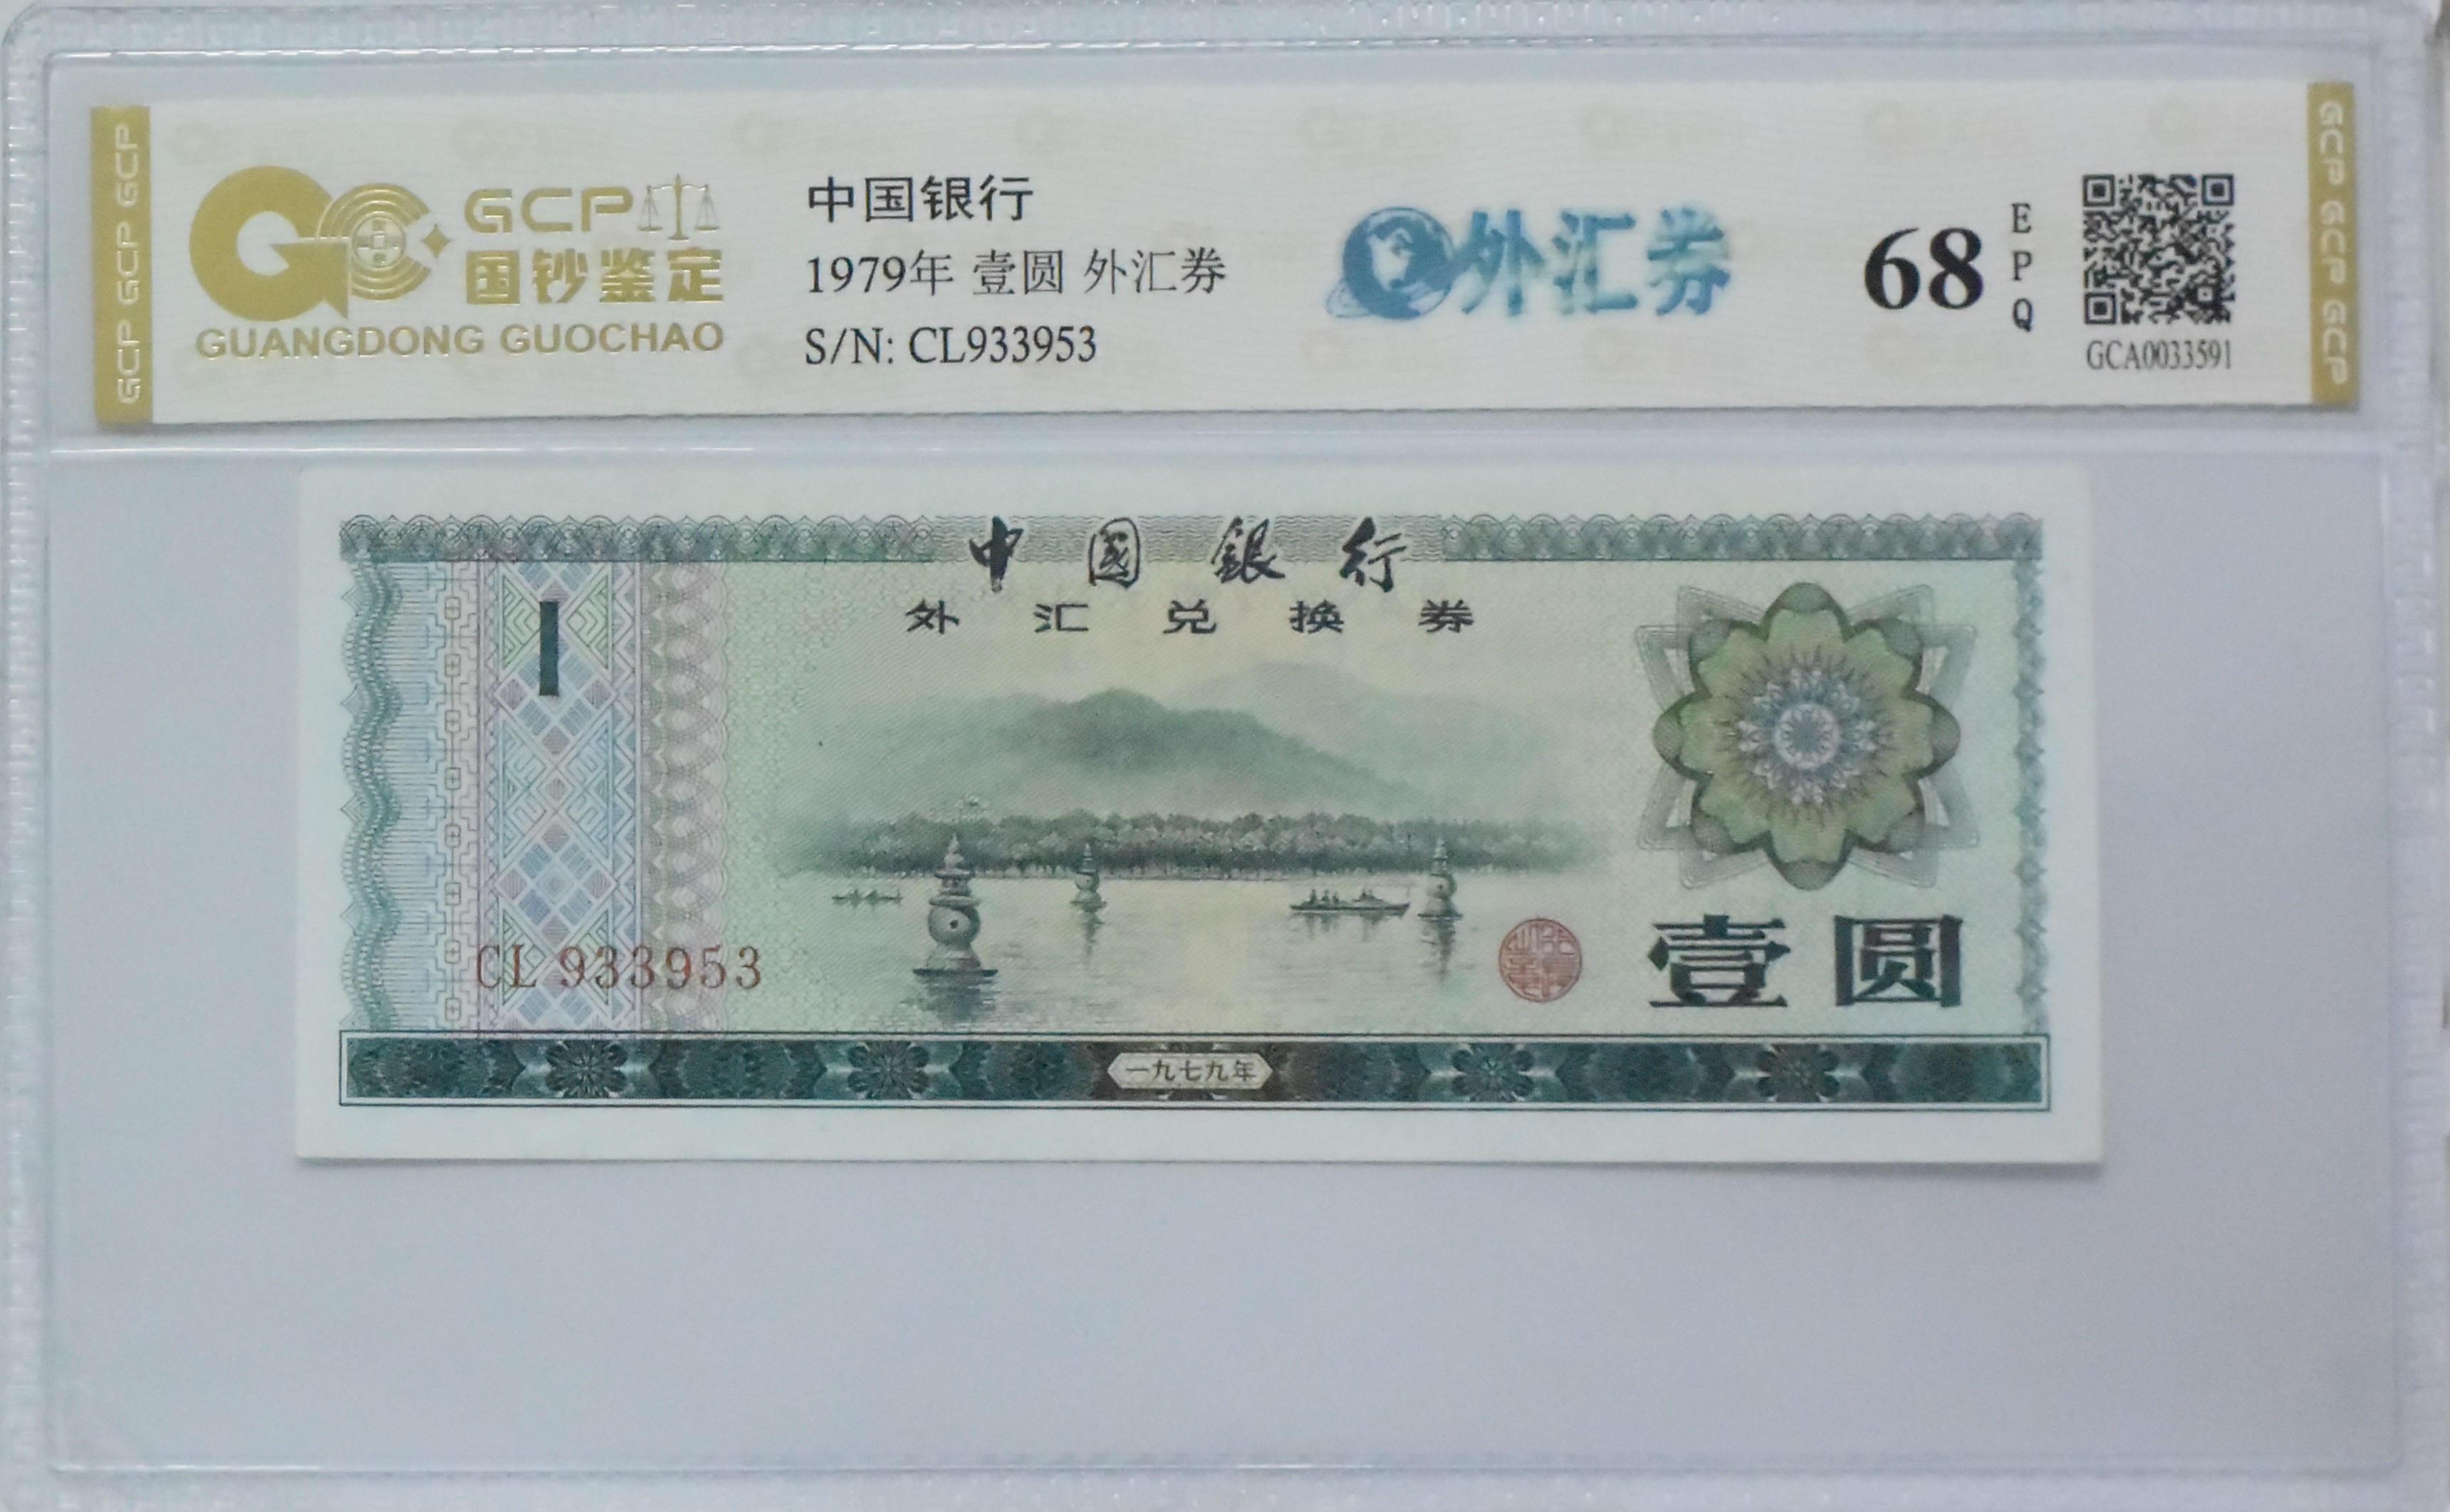 GCP GCP GCP
GCP
国钞鉴定
GUANGDONG GUOCHAO
中国银行
1979年 壹圆 外汇券
S/N: CL933953
外汇券
68
EPQ
GCA0033591
GCP GCP GCP
中國銀行
外汇兑换券
1
CL 933953
壹圆
一九七九年